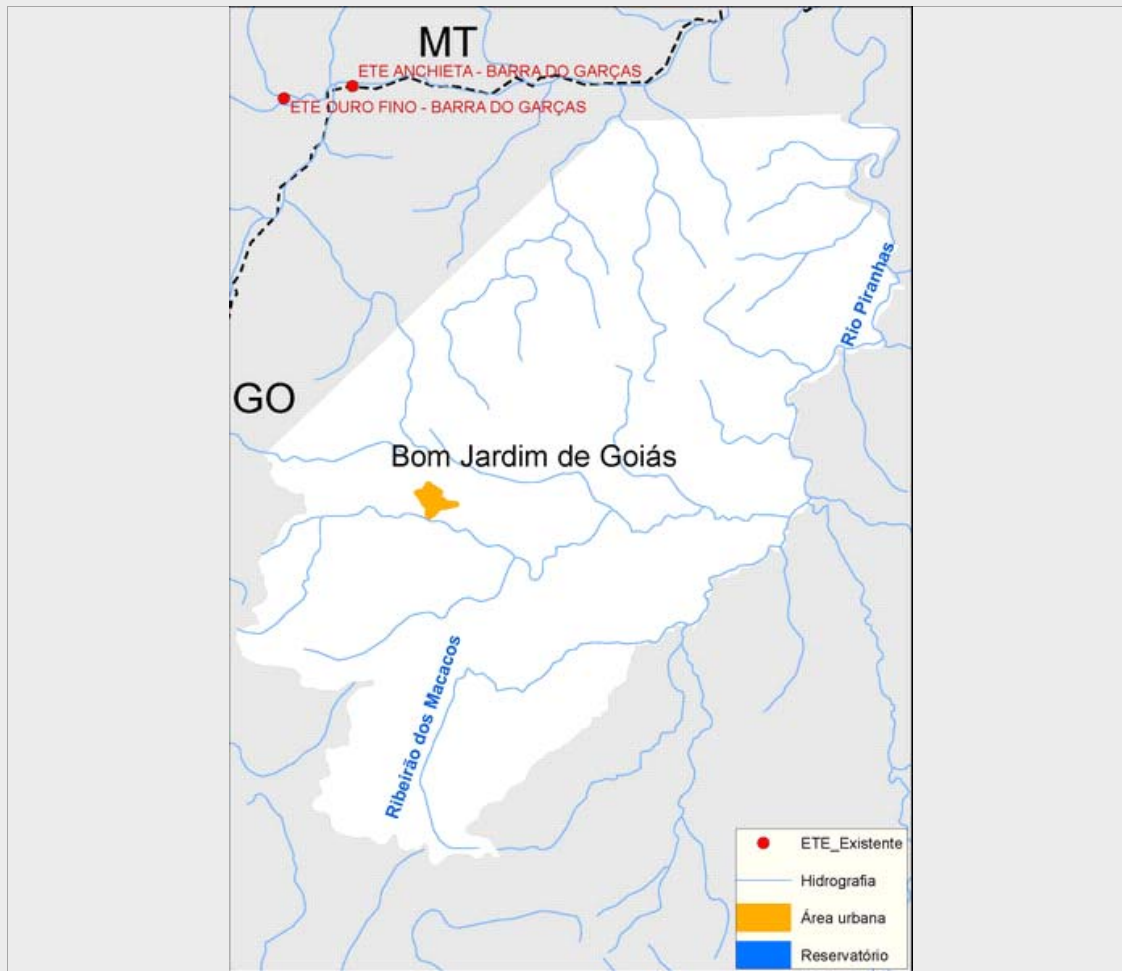 MT
ETE ANCHIETA - BARRA DO GARÇAS
ETE OURO FINO - BARRA DO GARÇAS
Rio Piranhas
GO
Bom Jardim de Goiás
Ribeirão dos Macacos
ETE_Existente
Hidrografia
Área urbana
Reservatório